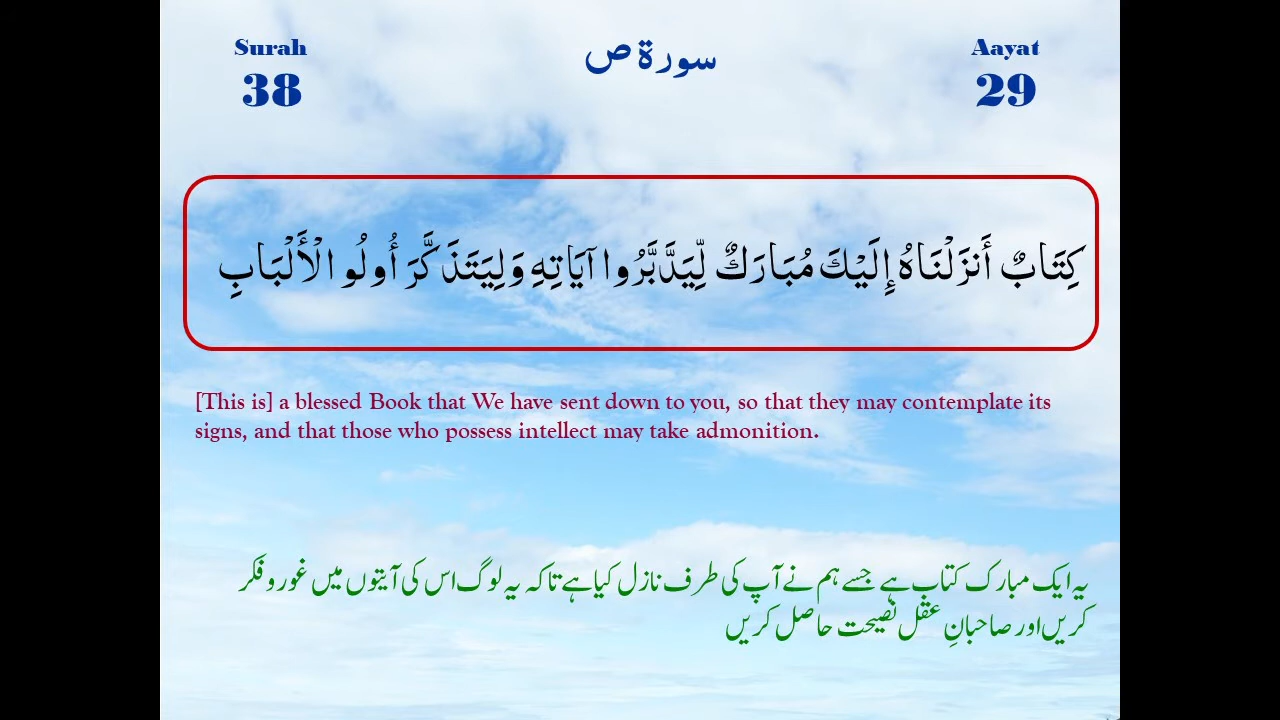 Surah
38
سورة ص
Aayat
29
كِتَابٌ أَنزَلْنَاهُ إِلَيْكَ مُبَارَكٌ لِّيَدَّبَّرُوا آيَاتِهِ وَلِيَتَذَكَّرَ أُولُو الْأَلْبَابِ
[This is] a blessed Book that We have sent down to you, so that they may contemplate its
signs, and that those who possess intellect may take admonition.
یہ ایک مبارک کتاب ہے جسے ہم نے آپ کی طرف نازل کیا ہے تاکہ یہ لوگ اس کی آیتوں میں غور و فکر
کریں اور صاحبانِ عقل نصیحت حاصل کریں